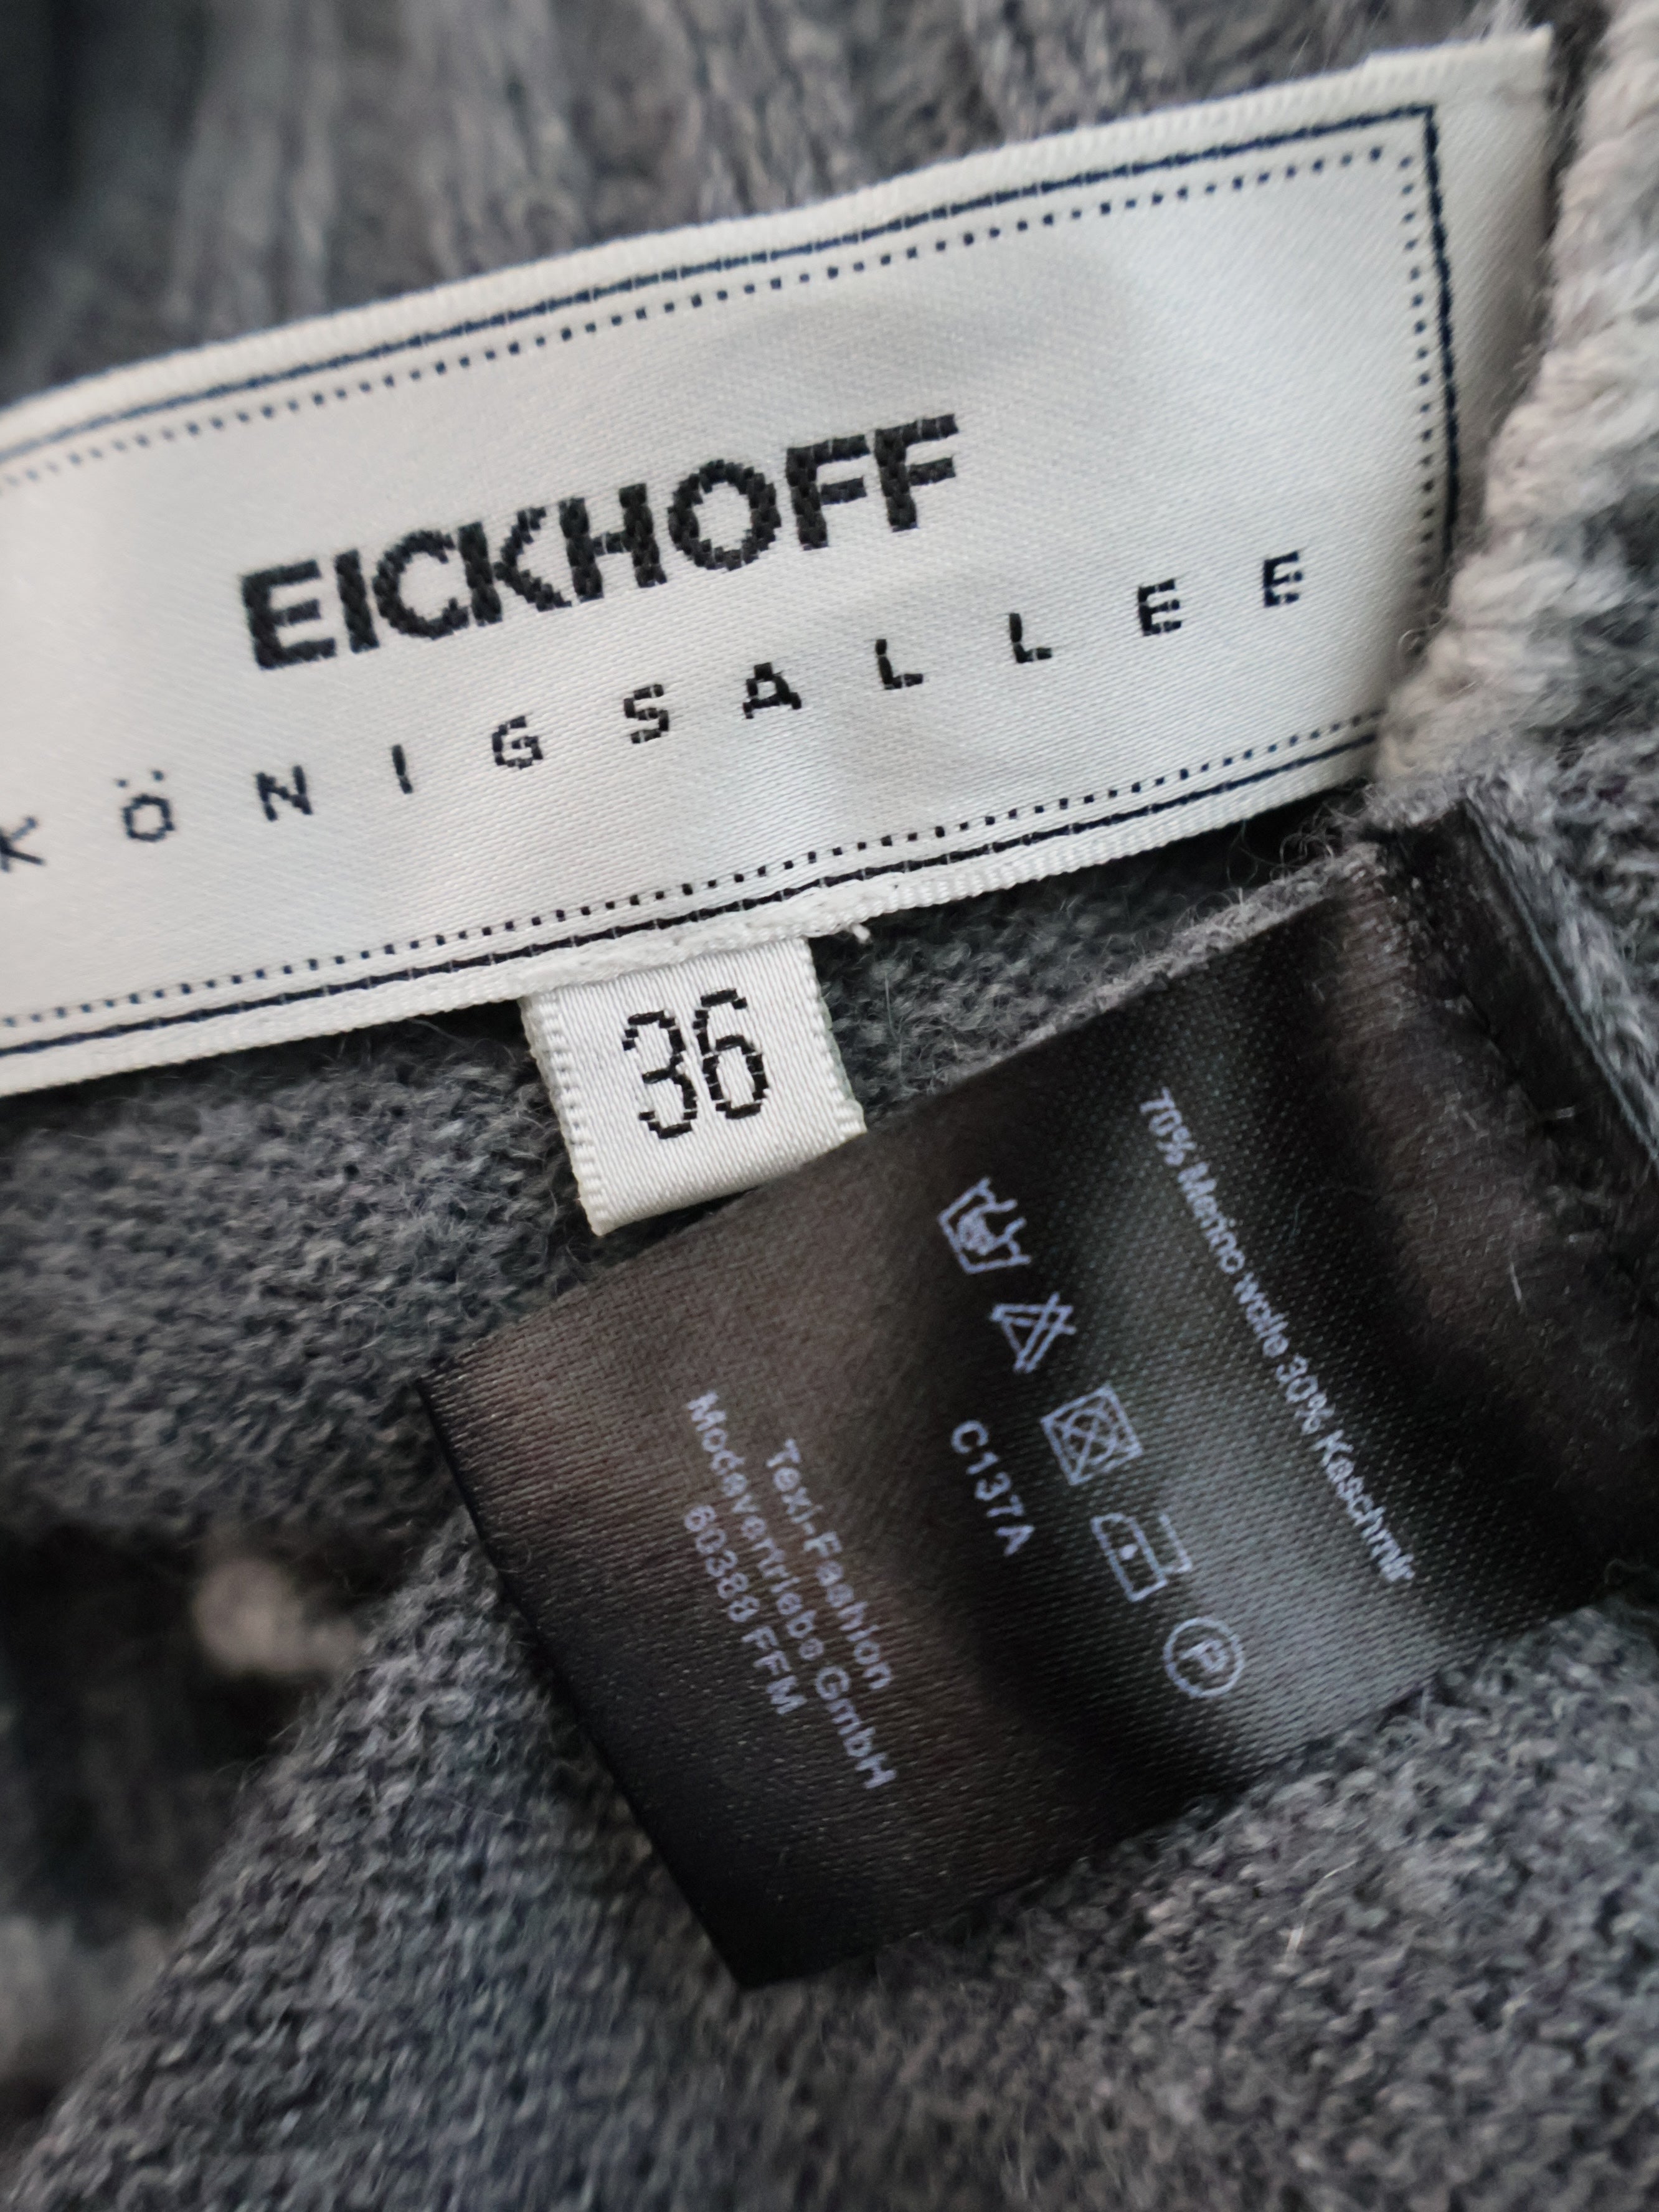 EICKHOFF
KÖNIGSALLEE
36
70% Merino wolle 30% Kaschmir
P
C137A
Texi-Fashion
Modevertriebs GmbH
60388 FFM